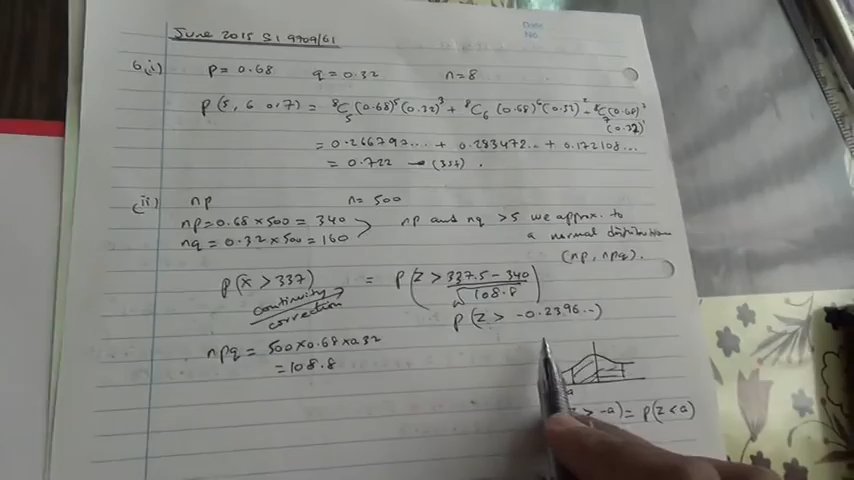 Date
No
June 2015 S1 9709/61
6(i) p = 0.68 q = 0.32 n = 8
P(5, 6 or 7) = ⁸C₅ (0.68)⁵ (0.32)³ + ⁸C₆ (0.68)⁶ (0.32)² + ⁸C₇ (0.68)⁷ (0.32)¹
= 0.266797... + 0.283472.. + 0.172108...
= 0.722 → (3sf).
(ii) np n = 500
np = 0.68 × 500 = 340 np and nq > 5 we approx. to
nq = 0.32 × 500 = 160 a normal distribution
(np, npq).
P(X > 337) = P(Z > 337.5 - 340 / √108.8)
continuity
correction
P(Z > -0.2396..)
npq = 500 × 0.68 × 0.32
= 108.8
a
> -a) = P(Z < a)